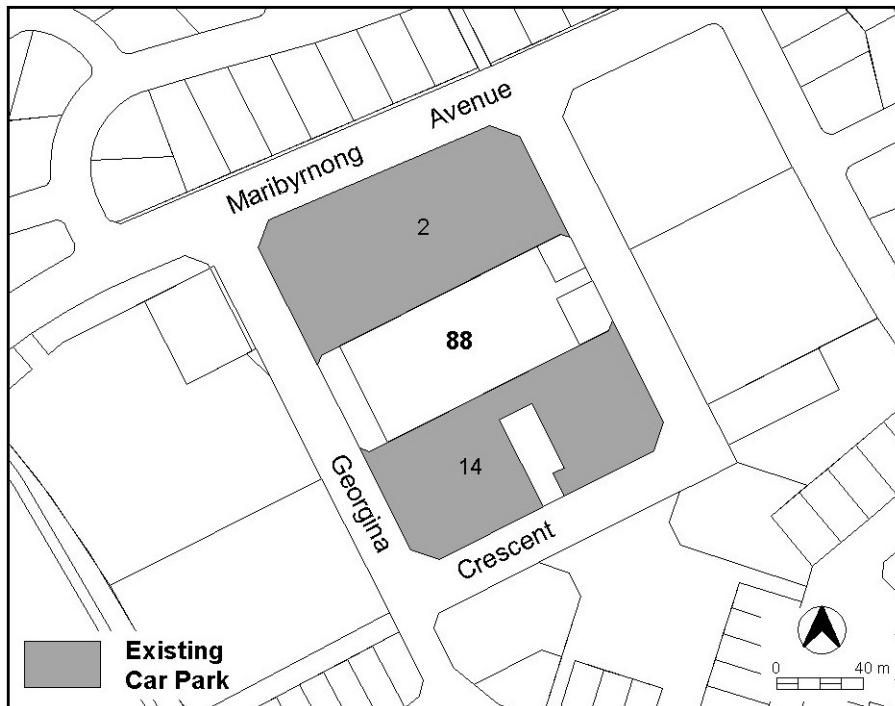 Maribyrnong
Avenue
2
88
14
Georgina
Crescent
Existing
Car Park
0
40 m